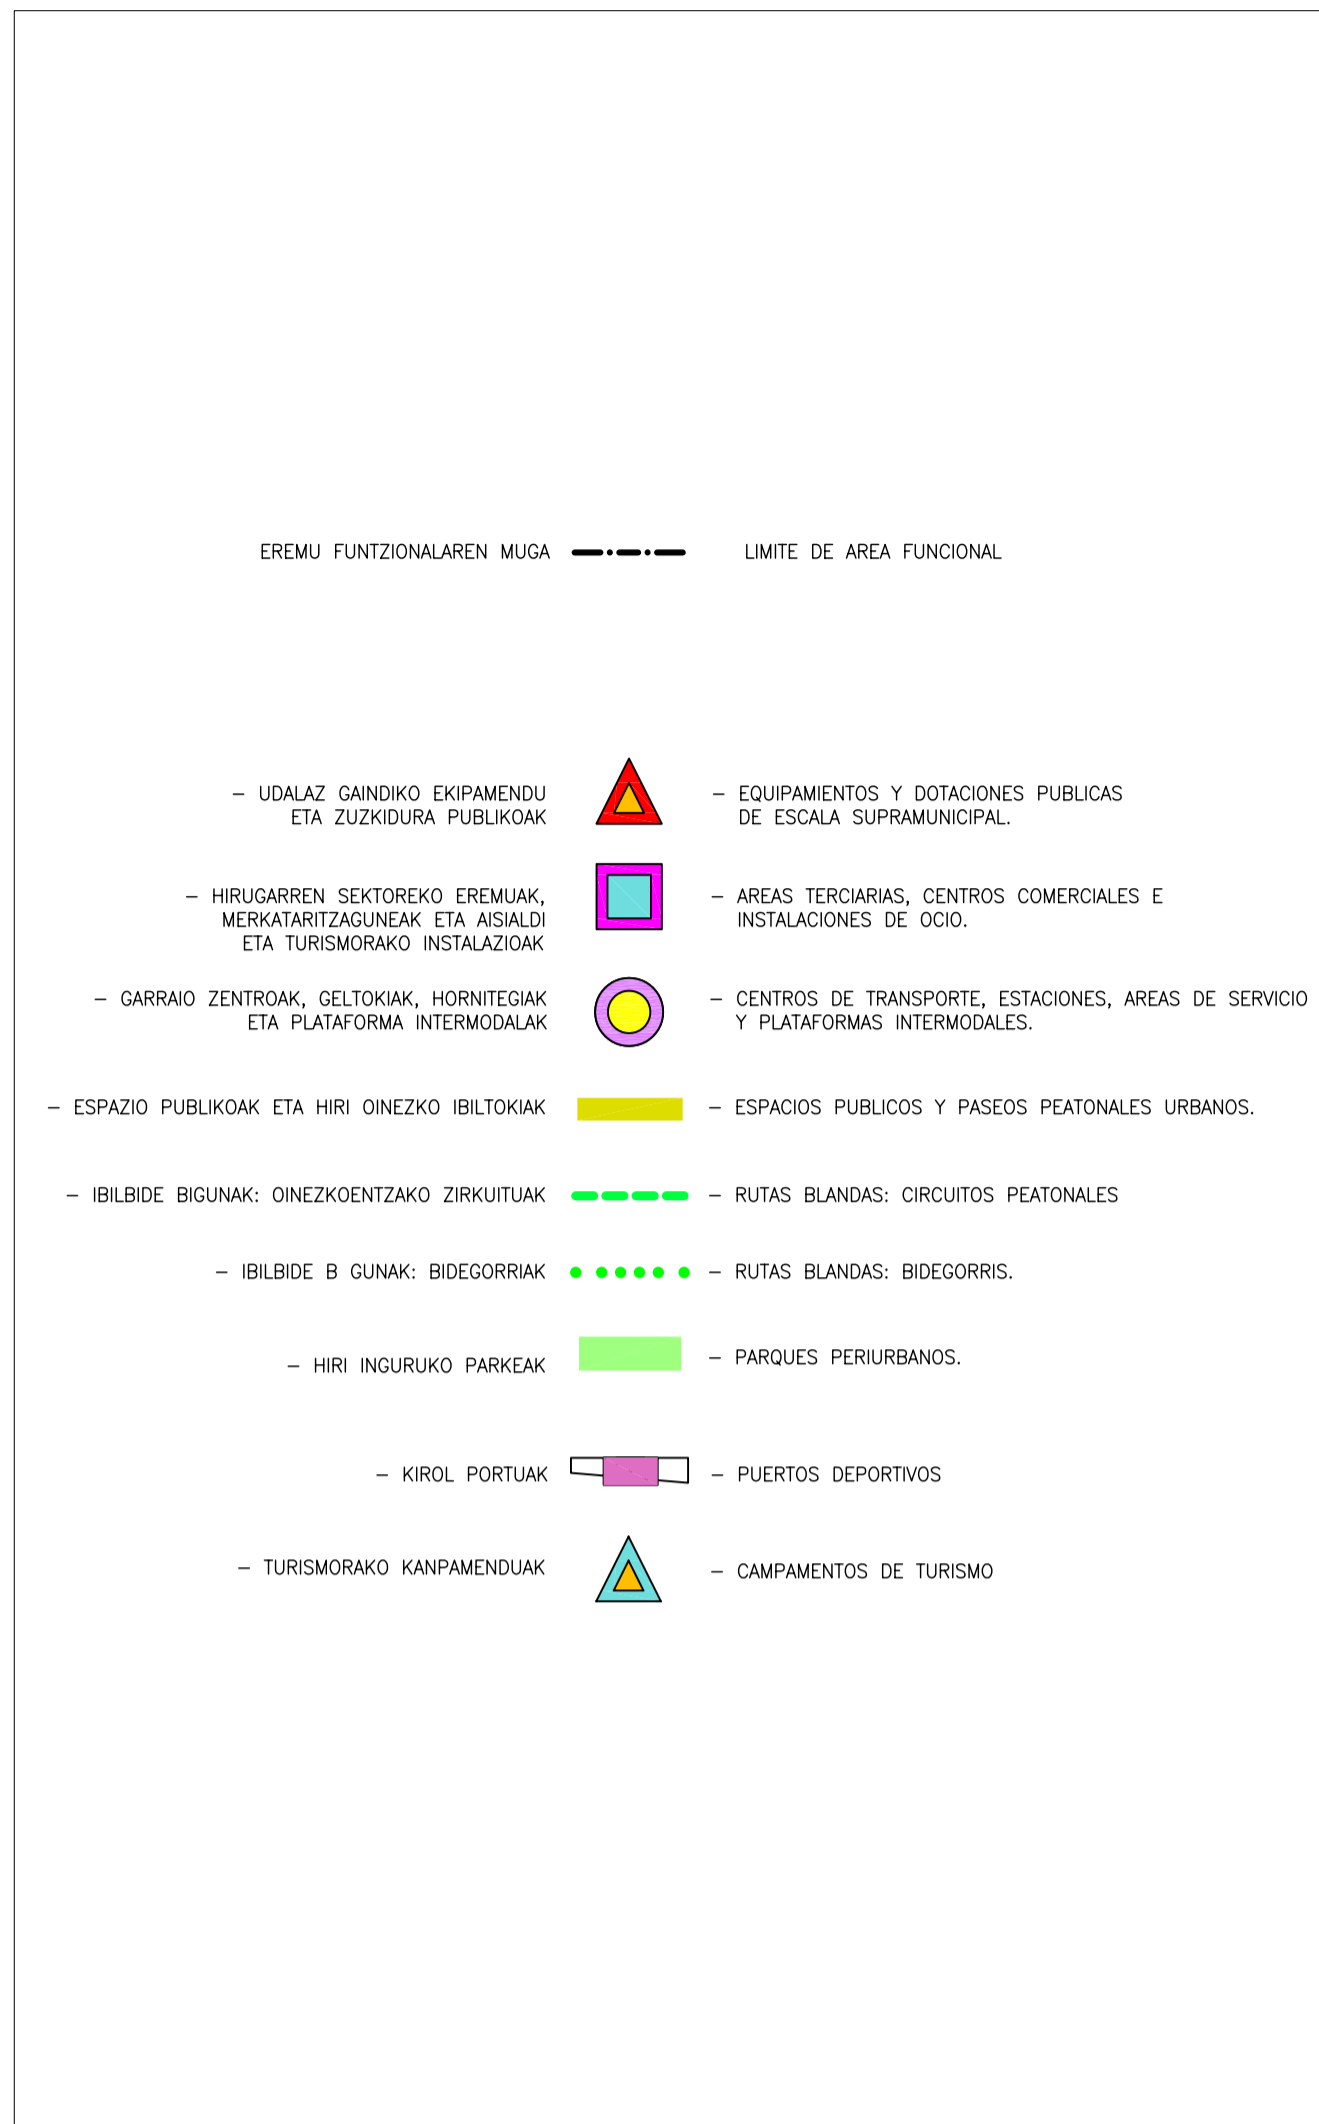 EREMU FUNTZIONALAREN MUGA
LIMITE DE AREA FUNCIONAL
– UDALAZ GAINDIKO EKIPAMENDU
ETA ZUZKIDURA PUBLIKOAK
– EQUIPAMIENTOS Y DOTACIONES PUBLICAS
DE ESCALA SUPRAMUNICIPAL.
– HIRUGARREN SEKTOREKO EREMUAK,
MERKATARITZAGUNEAK ETA AISIALDI
ETA TURISMORAKO INSTALAZIOAK
– AREAS TERCIARIAS, CENTROS COMERCIALES E
INSTALACIONES DE OCIO.
– GARRAIO ZENTROAK, GELTOKIAK, HORNITEGIAK
ETA PLATAFORMA INTERMODALAK
– CENTROS DE TRANSPORTE, ESTACIONES, AREAS DE SERVICIO
Y PLATAFORMAS INTERMODALES.
– ESPAZIO PUBLIKOAK ETA HIRI OINEZKO IBILTOKIAK
– ESPACIOS PUBLICOS Y PASEOS PEATONALES URBANOS.
– IBILBIDE BIGUNAK: OINEZKOENTZAKO ZIRKUITUAK
– RUTAS BLANDAS: CIRCUITOS PEATONALES
– IBILBIDE B GUNAK: BIDEGORRIAK
– RUTAS BLANDAS: BIDEGORRIS.
– HIRI INGURUKO PARKEAK
– PARQUES PERIURBANOS.
– KIROL PORTUAK
– PUERTOS DEPORTIVOS
– TURISMORAKO KANPAMENDUAK
– CAMPAMENTOS DE TURISMO